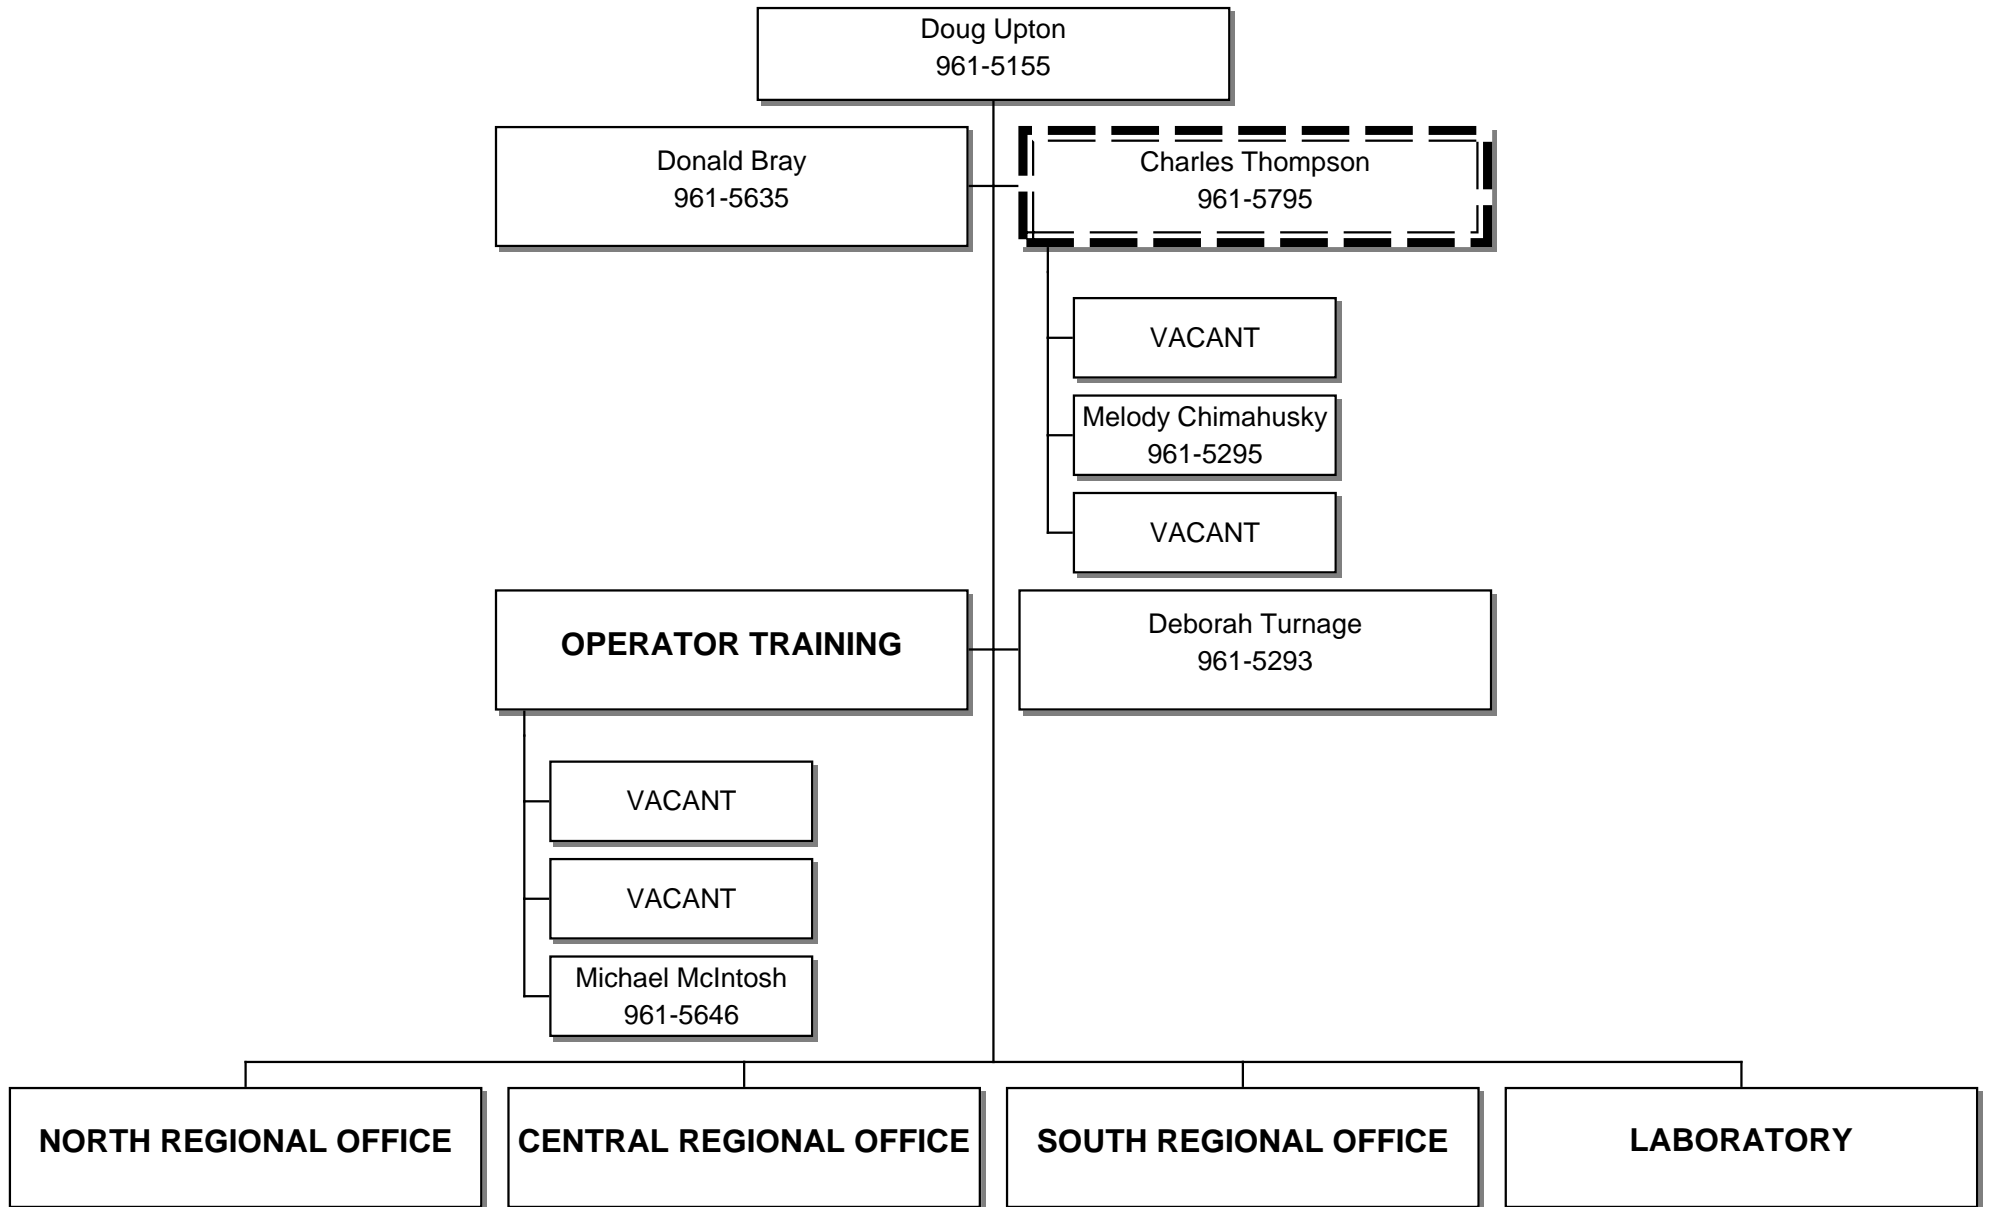 Doug Upton
961-5155
Donald Bray
961-5635
Charles Thompson
961-5795
VACANT
Melody Chimahusky
961-5295
VACANT
OPERATOR TRAINING
Deborah Turnage
961-5293
VACANT
VACANT
Michael McIntosh
961-5646
NORTH REGIONAL OFFICE
CENTRAL REGIONAL OFFICE
SOUTH REGIONAL OFFICE
LABORATORY